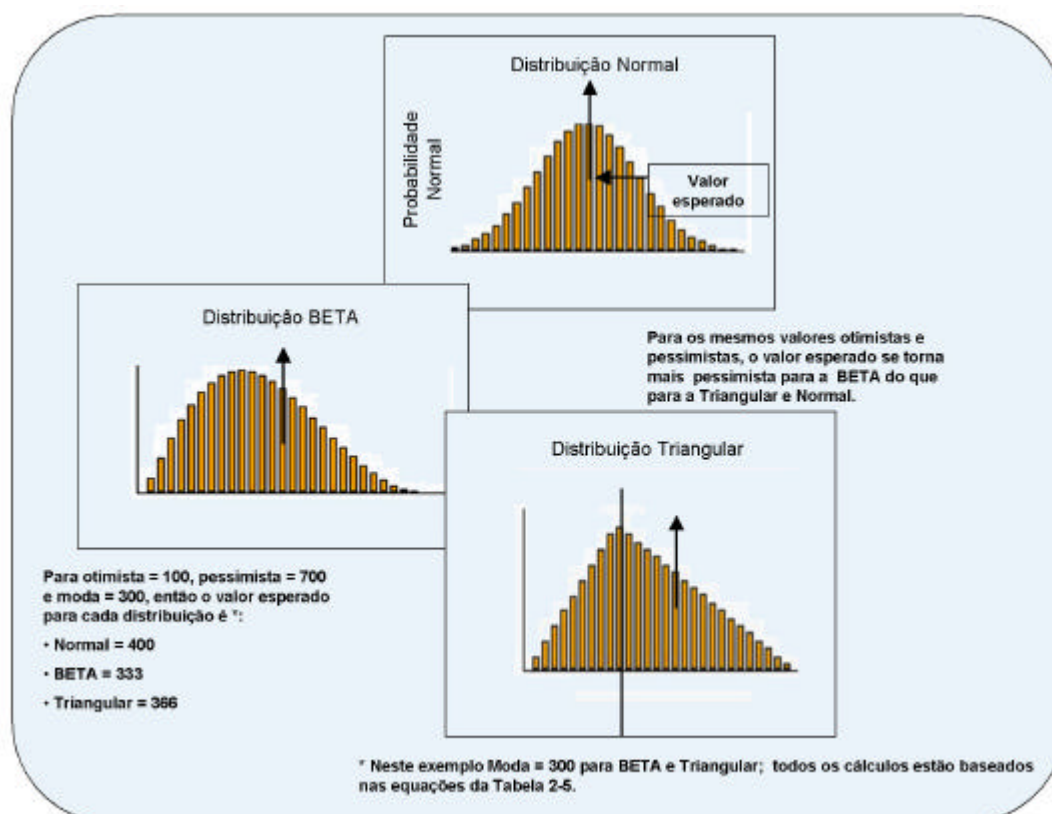 Distribuição Normal
Probabilidade
Normal
Valor
esperado
Distribuição BETA
Para os mesmos valores otimistas e
pessimistas, o valor esperado se torna
mais pessimista para a BETA do que
para a Triangular e Normal.
Distribuição Triangular
Para otimista = 100, pessimista = 700
e moda = 300, então o valor esperado
para cada distribuição é *:
• Normal = 400
• BETA = 333
• Triangular = 366
* Neste exemplo Moda = 300 para BETA e Triangular; todos os cálculos estão baseados
nas equações da Tabela 2-5.